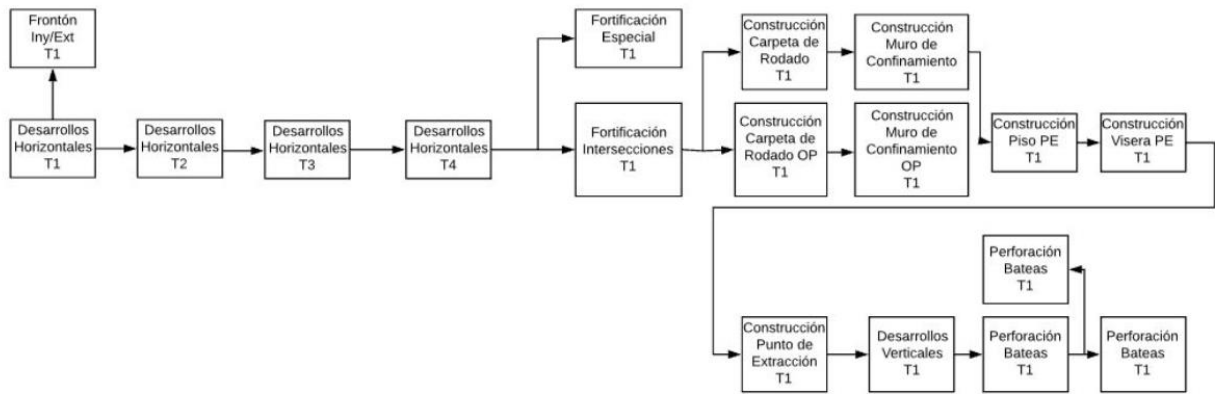 Frontón
Iny/Ext
T1
Desarrollos
Horizontales
T1
Desarrollos
Horizontales
T2
Desarrollos
Horizontales
T3
Desarrollos
Horizontales
T4
Fortificación
Especial
T1
Fortificación
Intersecciones
T1
Construcción
Carpeta de
Rodado
T1
Construcción
Muro de
Confinamiento
T1
Construcción
Carpeta de
Rodado OP
T1
Construcción
Muro de
Confinamiento
OP
T1
Construcción
Piso PE
T1
Construcción
Visera PE
T1
Construcción
Punto de
Extracción
T1
Desarrollos
Verticales
T1
Perforación
Bateas
T1
Perforación
Bateas
T1
Perforación
Bateas
T1